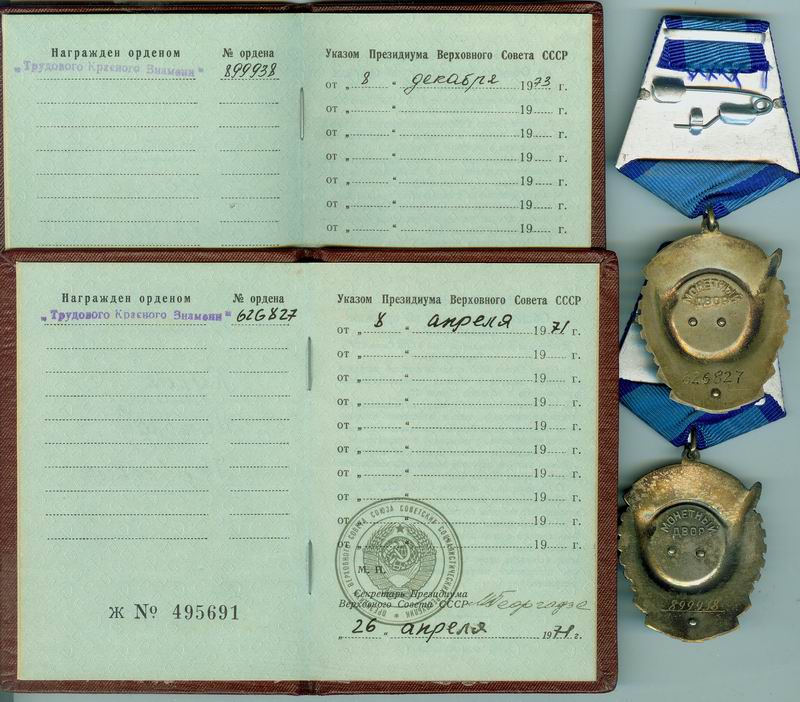 Награжден орденом № ордена
„Трудового Красного Знамени" 899938
Указом Президиума Верховного Совета СССР
от „ 8 " декабря 1973 г.
от „ " 19 г.
от „ " 19 г.
от „ " 19 г.
от „ " 19 г.
от „ " 19 г.
от „ " 19 г.
Награжден орденом № ордена
„Трудового Красного Знамени" 626827
Ж № 495691
Указом Президиума Верховного Совета СССР
от „ 8 " апреля 1971 г.
от „ " 19 г.
от „ " 19 г.
от „ " 19 г.
от „ " 19 г.
от „ " 19 г.
от „ " 19 г.
от „ " 19 г.
от „ " 19 г.
от „ " 19 г.
М. П.
Секретарь Президиума
Верховного Совета СССР МГеоргадзе
„ 26 " апреля 1971 г.
МОНЕТНЫЙ
ДВОР
626827
МОНЕТНЫЙ
ДВОР
899938